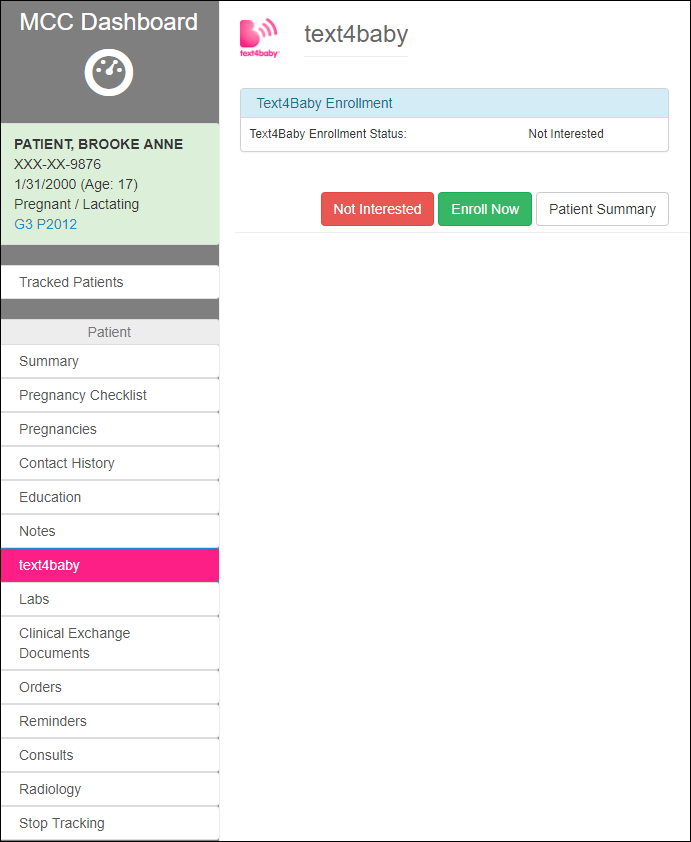 MCC Dashboard
PATIENT, BROOKE ANNE
XXX-XX-9876
1/31/2000 (Age: 17)
Pregnant / Lactating
G3 P2012
Tracked Patients
Patient
Summary
Pregnancy Checklist
Pregnancies
Contact History
Education
Notes
text4baby
Labs
Clinical Exchange
Documents
Orders
Reminders
Consults
Radiology
Stop Tracking
text4baby
text4baby
Text4Baby Enrollment
Text4Baby Enrollment Status: Not Interested
Not Interested Enroll Now Patient Summary